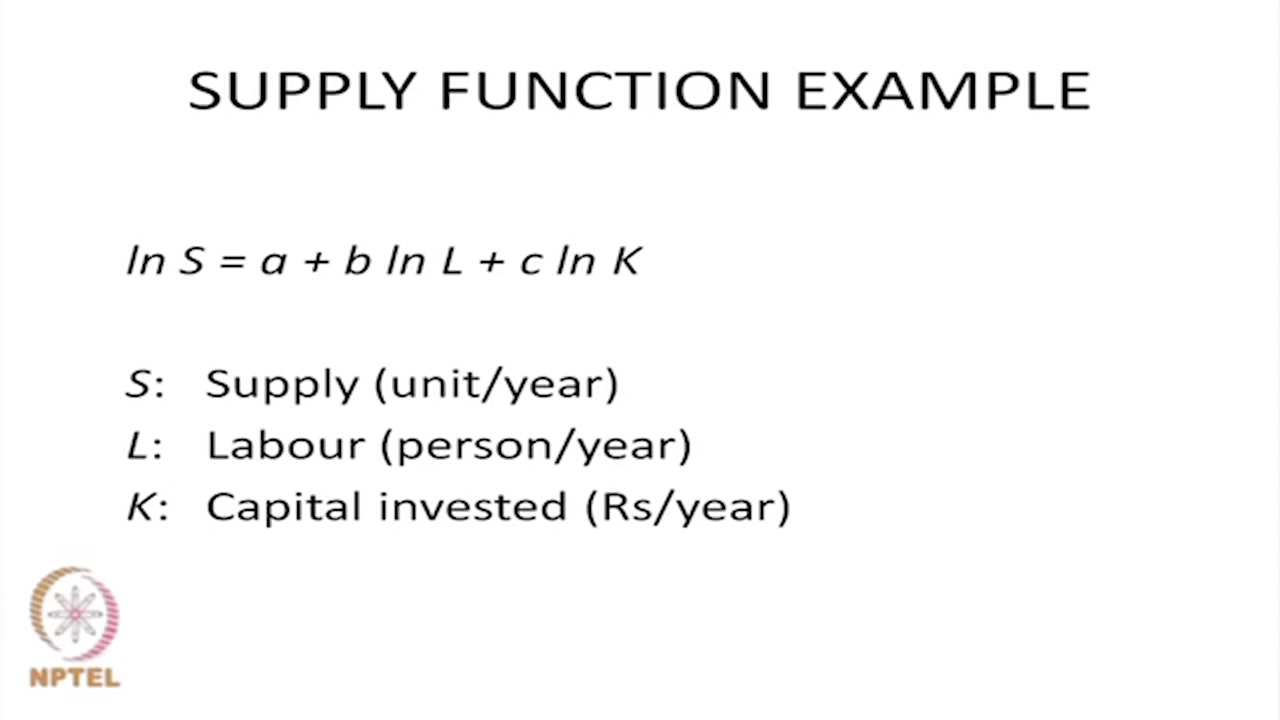 SUPPLY FUNCTION EXAMPLE
ln S = a + b ln L + c ln K
S: Supply (unit/year)
L: Labour (person/year)
K: Capital invested (Rs/year)
NPTEL